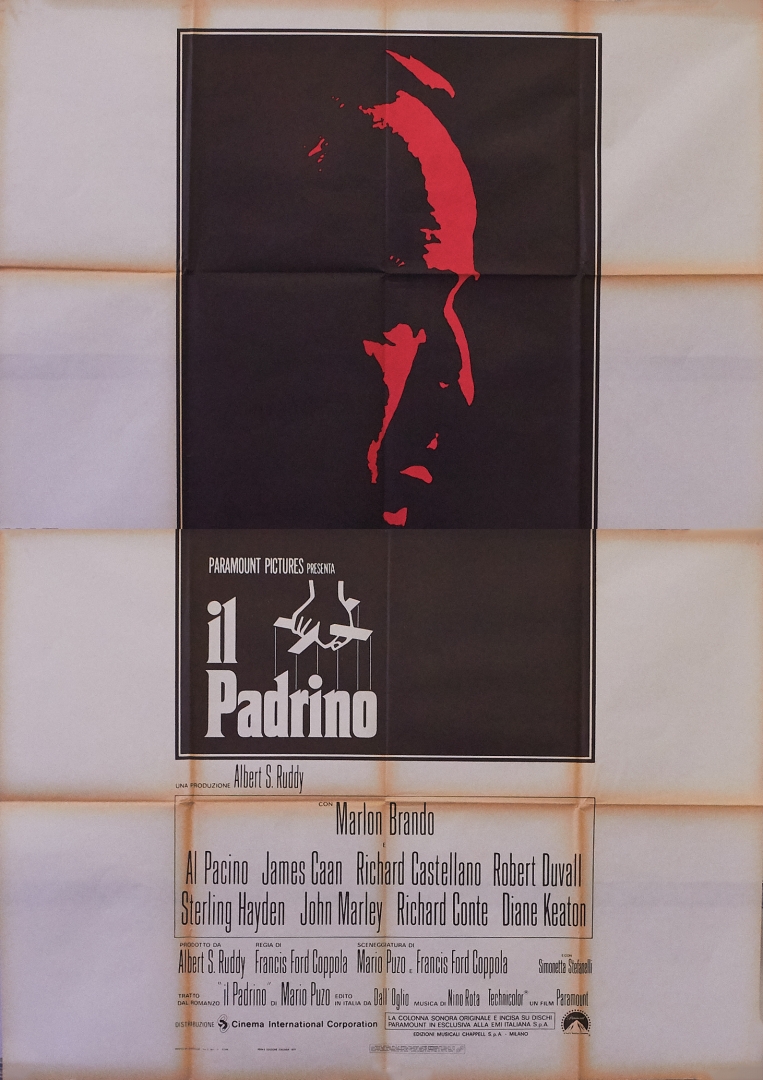 PARAMOUNT PICTURES PRESENTA
il
Padrino
UNA PRODUZIONE Albert S. Ruddy
CON
Marlon Brando
E
Al Pacino James Caan Richard Castellano Robert Duvall
Sterling Hayden John Marley Richard Conte Diane Keaton
PRODOTTO DA Albert S. Ruddy REGIA DI Francis Ford Coppola SCENEGGIATURA DI Mario Puzo E Francis Ford Coppola E CON Simonetta Stefanelli
TRATTO DAL ROMANZO "il Padrino" DI Mario Puzo EDITO IN ITALIA DA Dall'Oglio MUSICA DI Nino Rota Technicolor® UN FILM Paramount
DISTRIBUZIONE Cinema International Corporation
LA COLONNA SONORA ORIGINALE E INCISA SU DISCHI
PARAMOUNT IN ESCLUSIVA ALLA EMI ITALIANA S.p.A.
EDIZIONI MUSICALI CHAPPELL S.p.A. - MILANO
Paramount